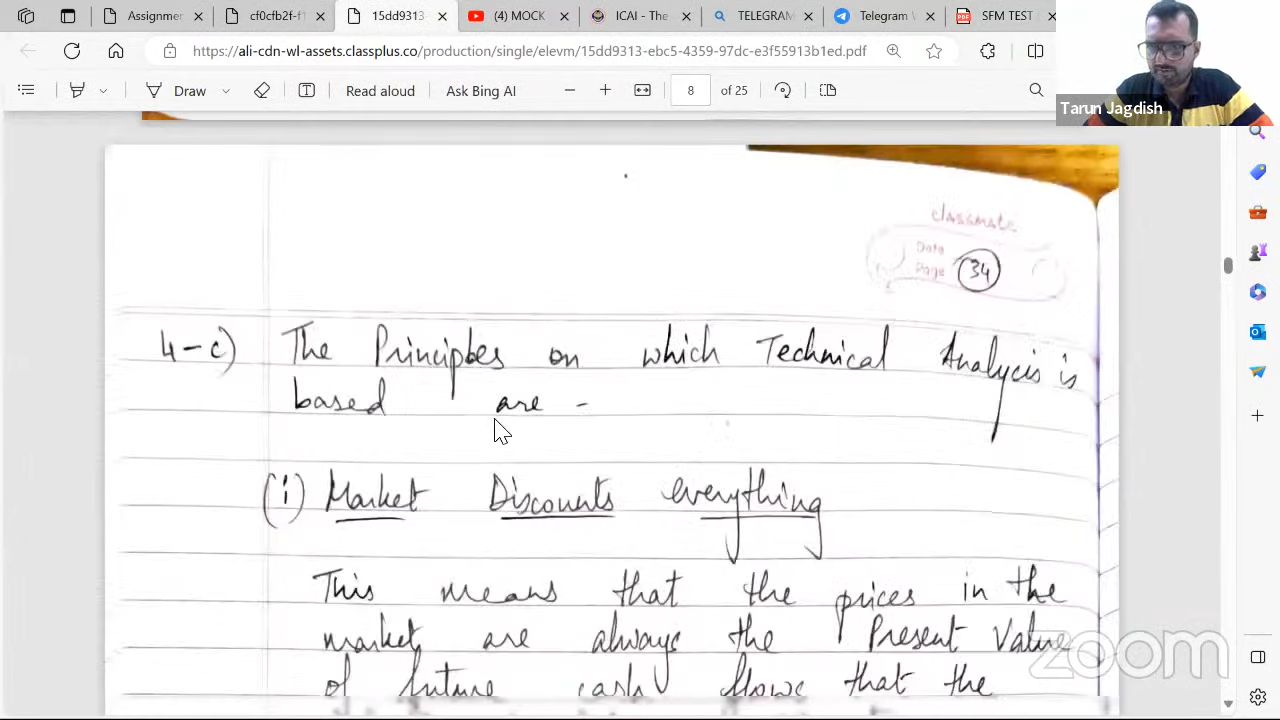 Assignmer
cf0cfb2f-f
15dd9313
(4) MOCK
ICAI - The
TELEGRAM
Telegram
SFM TEST
https://ali-cdn-wl-assets.classplus.co/production/single/elevm/15dd9313-ebc5-4359-97dc-e3f55913b1ed.pdf
Draw
Read aloud
Ask Bing AI
8 of 25
Tarun Jagdish
classmate
Date
Page 34
4-c) The Principles on which Technical Analysis is
based are -
(i) Market Discounts everything
This means that the prices in the
market are always the Present Value
of future cash flows that the
zoom